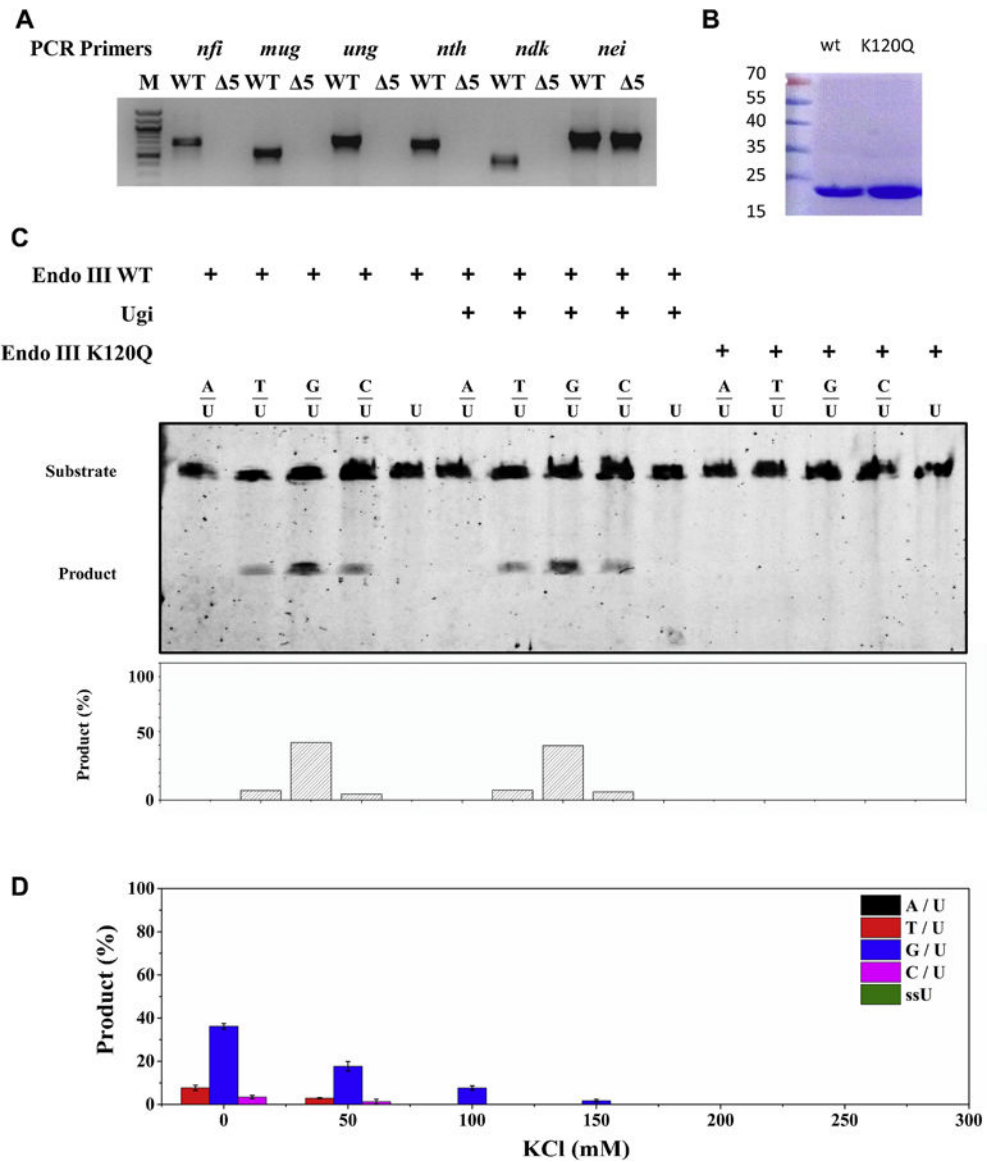 A
PCR Primers nfi mug ung nth ndk nei
M WT Δ5 WT Δ5 WT Δ5 WT Δ5 WT Δ5 WT Δ5
B
wt K120Q
70
55
40
35
25
15
C
Endo III WT + + + + + + + + + +
Ugi + + + + +
Endo III K120Q + + + + +
A T G C A T G C A T G C
U U U U U U U U U U U U U U U
Substrate
Product
100
50
0
Product (%)
D
100
80
60
40
20
0
Product (%)
A / U
T / U
G / U
C / U
ssU
0 50 100 150 200 250 300
KCl (mM)